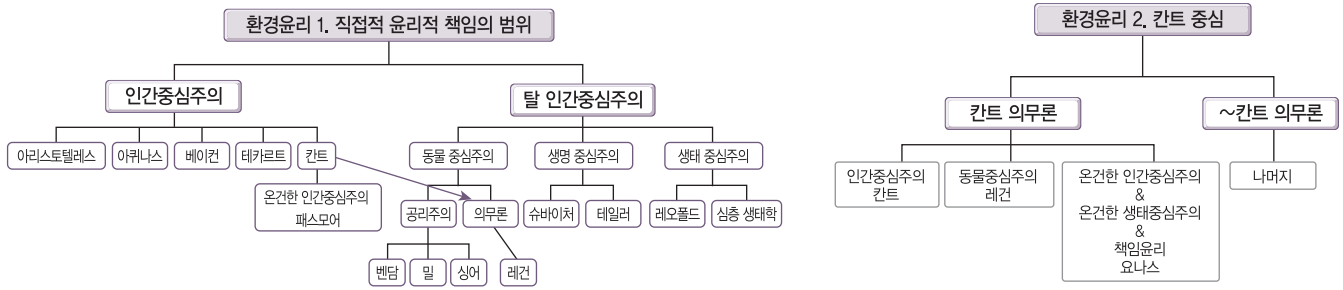 환경윤리 1. 직접적 윤리적 책임의 범위
인간중심주의
탈 인간중심주의
아리스토텔레스
아퀴나스
베이컨
테카르트
칸트
동물 중심주의
생명 중심주의
생태 중심주의
온건한 인간중심주의
패스모어
공리주의
의무론
슈바이처
테일러
레오폴드
심층 생태학
벤담
밀
싱어
레건
환경윤리 2. 칸트 중심
칸트 의무론
~칸트 의무론
인간중심주의
칸트
동물중심주의
레건
온건한 인간중심주의
&
온건한 생태중심주의
&
책임윤리
요나스
나머지